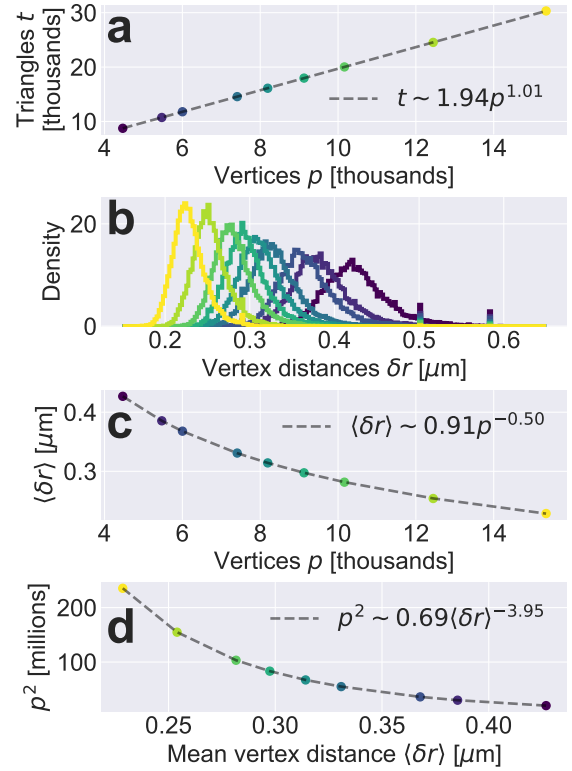 a
Triangles t
[thousands]
30
20
10
t ~ 1.94p^1.01
4 6 8 10 12 14
Vertices p [thousands]
b
Density
20
0
0.2 0.3 0.4 0.5 0.6
Vertex distances δr [μm]
c
⟨δr⟩ [μm]
0.4
0.3
⟨δr⟩ ~ 0.91p^−0.50
4 6 8 10 12 14
Vertices p [thousands]
d
p² [millions]
200
100
p² ~ 0.69⟨δr⟩^−3.95
0.25 0.30 0.35 0.40
Mean vertex distance ⟨δr⟩ [μm]